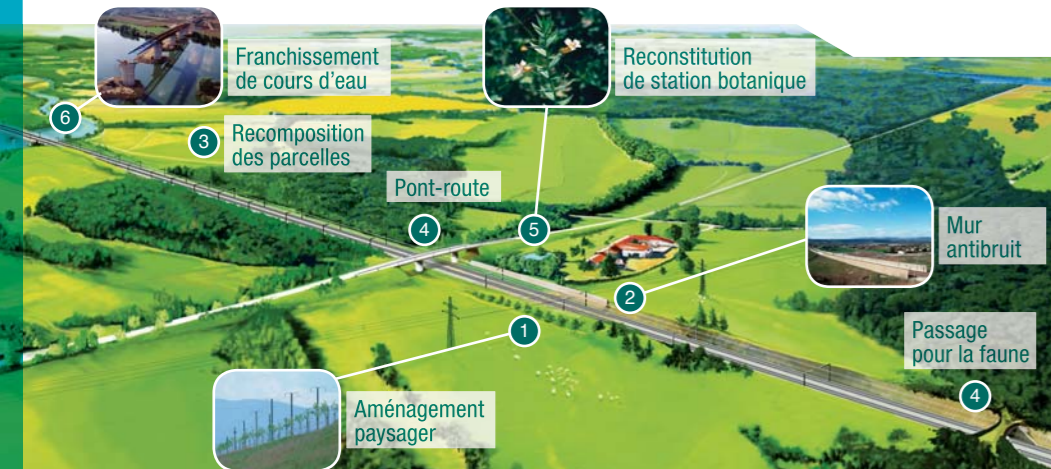 Franchissement
de cours d'eau
6
3
Recomposition
des parcelles
Pont-route
4
Reconstitution
de station botanique
5
Mur
antibruit
2
1
Aménagement
paysager
Passage
pour la faune
4